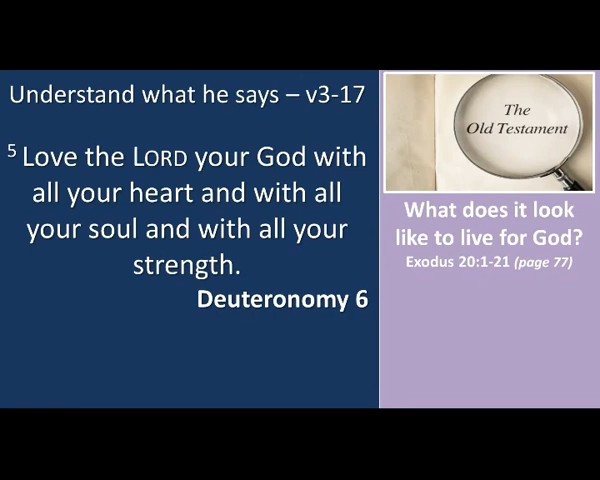 Understand what he says – v3-17
5 Love the LORD your God with
all your heart and with all
your soul and with all your
strength.
Deuteronomy 6
The
Old Testament
What does it look
like to live for God?
Exodus 20:1-21 (page 77)